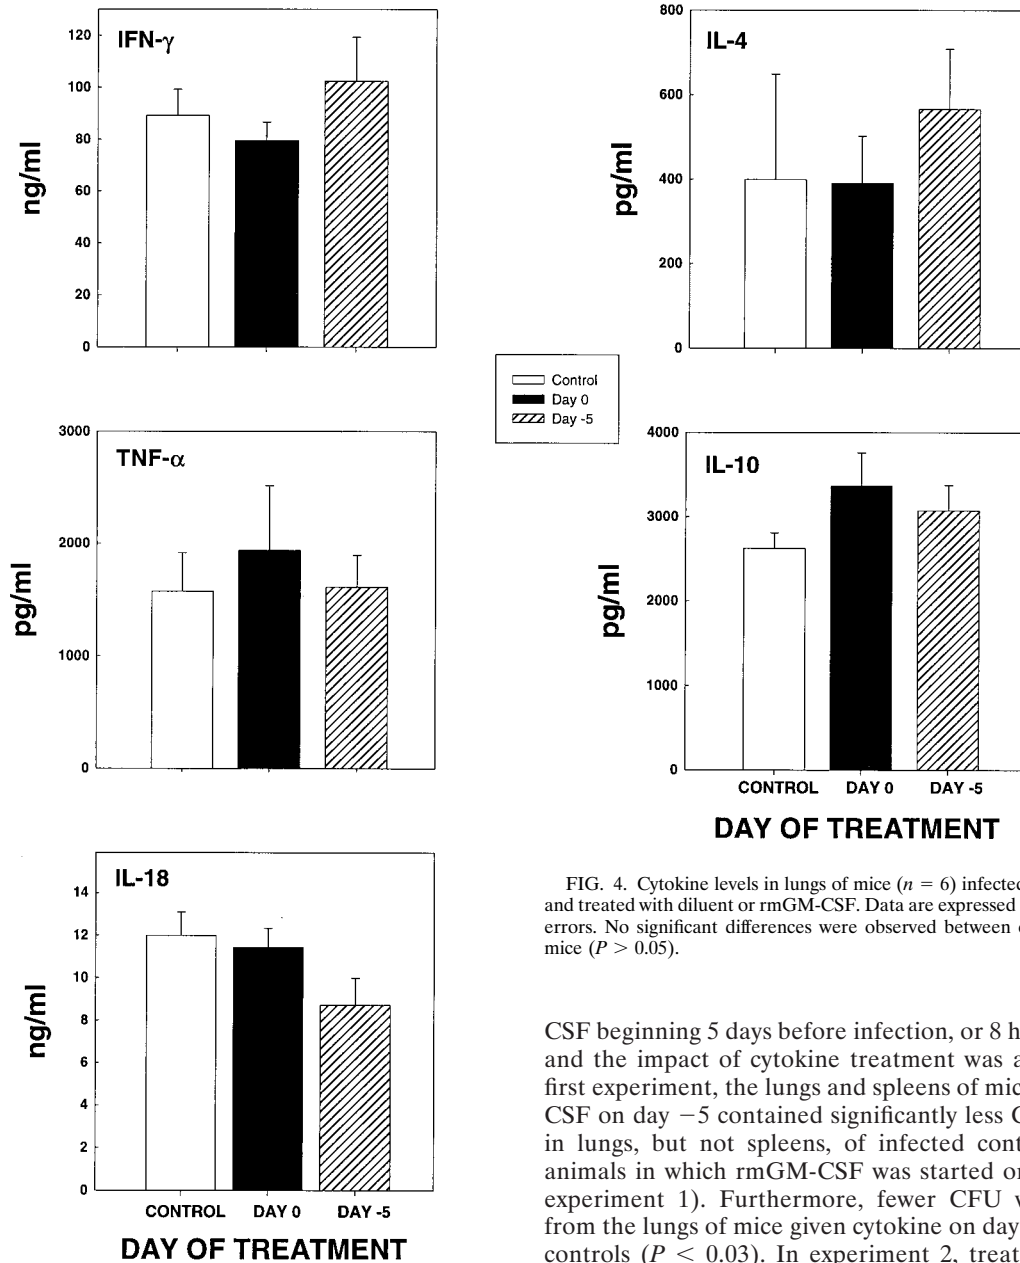 IFN-γ
120
100
80
60
40
20
0
ng/ml
IL-4
800
600
400
200
0
pg/ml
Control
Day 0
Day -5
TNF-α
3000
2000
1000
0
pg/ml
IL-10
4000
3000
2000
1000
0
pg/ml
CONTROL DAY 0 DAY -5
DAY OF TREATMENT
IL-18
14
12
10
8
6
4
2
0
ng/ml
CONTROL DAY 0 DAY -5
DAY OF TREATMENT
FIG. 4. Cytokine levels in lungs of mice (n = 6) infected
and treated with diluent or rmGM-CSF. Data are expressed
errors. No significant differences were observed between
mice (P > 0.05).
CSF beginning 5 days before infection, or 8 h
and the impact of cytokine treatment was
first experiment, the lungs and spleens of
CSF on day −5 contained significantly less
in lungs, but not spleens, of infected
animals in which rmGM-CSF was started
experiment 1). Furthermore, fewer CFU
from the lungs of mice given cytokine on day
controls (P < 0.03). In experiment 2,